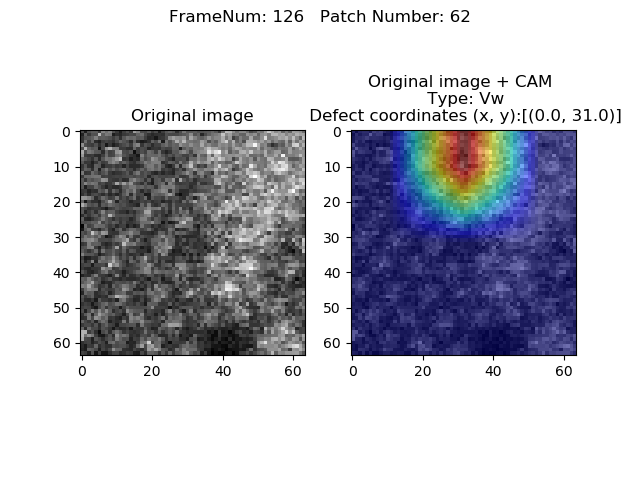 FrameNum: 126   Patch Number: 62
Original image
Original image + CAM
Type: Vw
Defect coordinates (x, y):[(0.0, 31.0)]
0
10
20
30
40
50
60
0 20 40 60
0
10
20
30
40
50
60
0 20 40 60